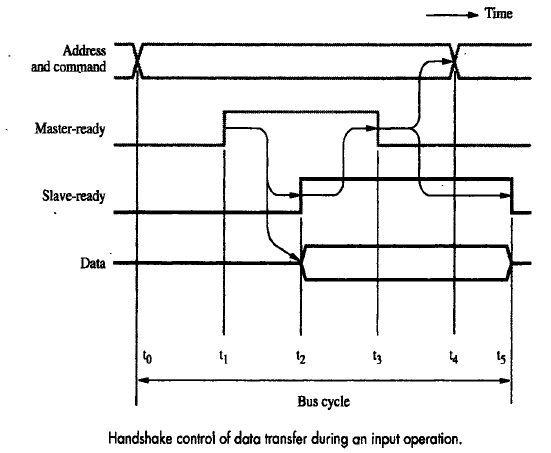 Time
Address
and command
Master-ready
Slave-ready
Data
t0 t1 t2 t3 t4 t5
Bus cycle
Handshake control of data transfer during an input operation.